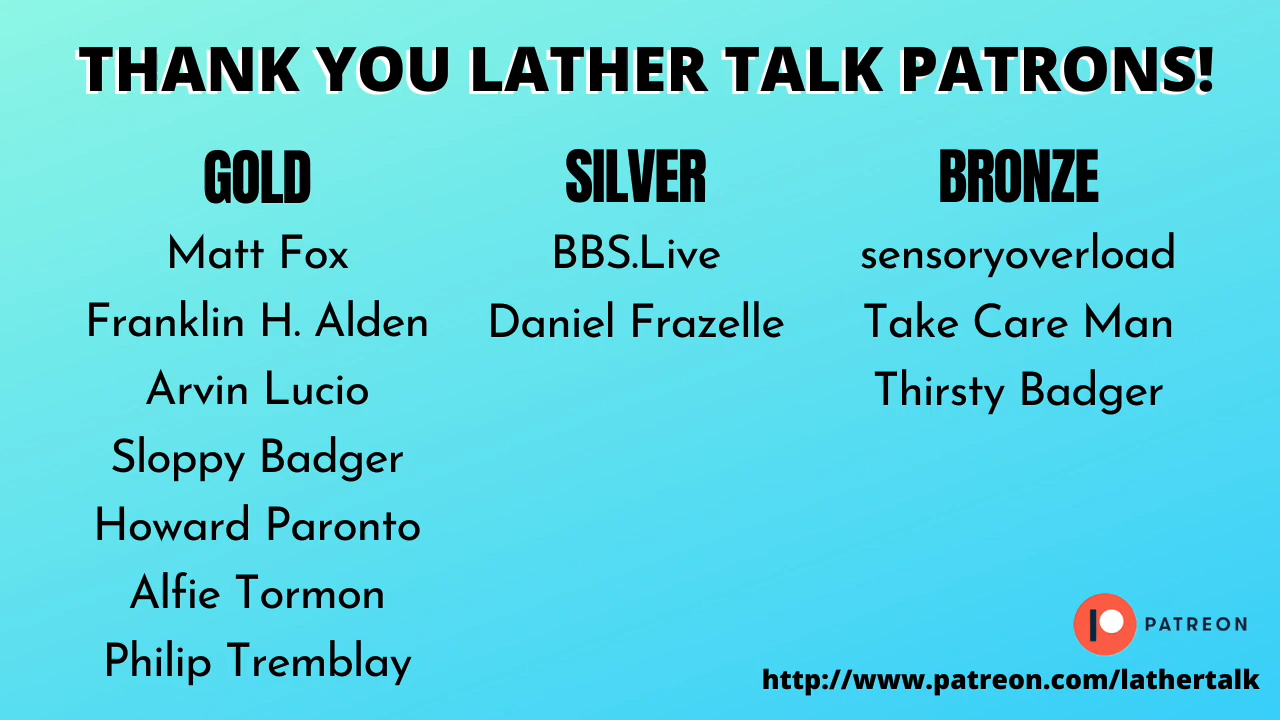 THANK YOU LATHER TALK PATRONS!
GOLD
Matt Fox
Franklin H. Alden
Arvin Lucio
Sloppy Badger
Howard Paronto
Alfie Tormon
Philip Tremblay
SILVER
BBS.Live
Daniel Frazelle
BRONZE
sensoryoverload
Take Care Man
Thirsty Badger
PATREON
http://www.patreon.com/lathertalk